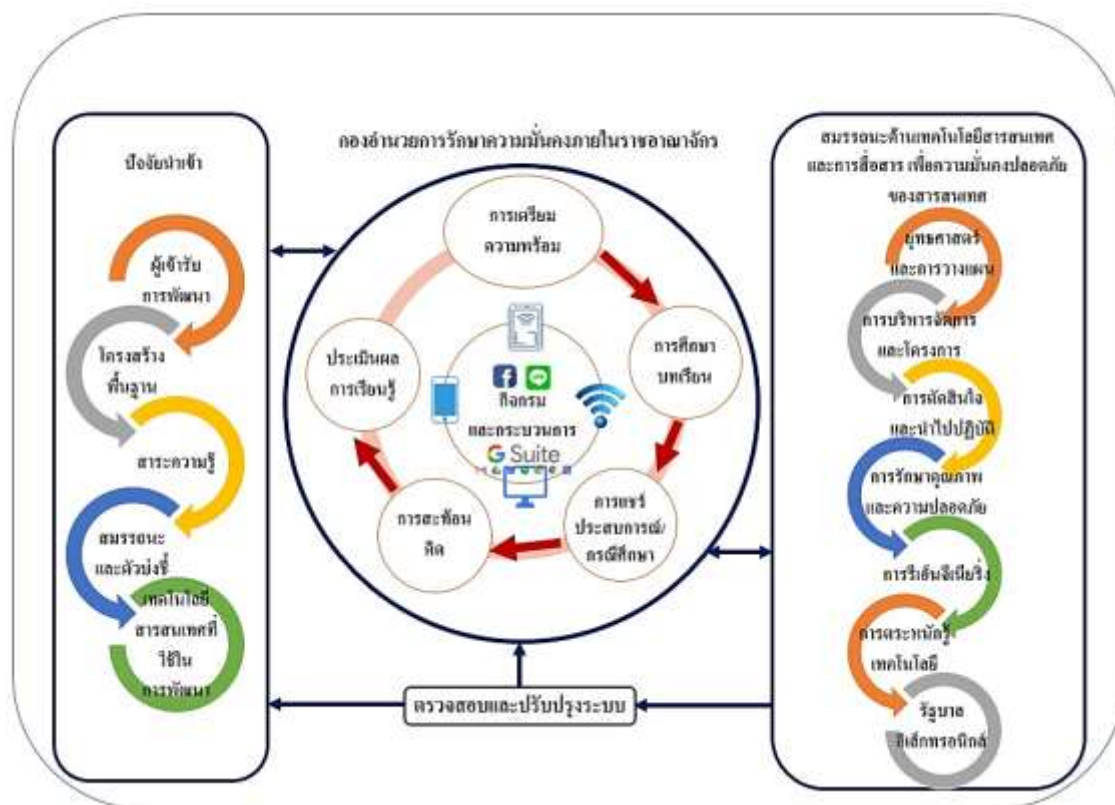 ปัจจัยนำเข้า
ผู้เข้ารับ
การพัฒนา
โครงสร้าง
พื้นฐาน
สาระความรู้
สมรรถนะ
และตัวบ่งชี้
เทคโนโลยี
สารสนเทศที่
ใช้ใน
การพัฒนา
กองอำนวยการรักษาความมั่นคงภายในราชอาณาจักร
การเตรียม
ความพร้อม
การศึกษา
บทเรียน
การแชร์
ประสบการณ์/
กรณีศึกษา
การสะท้อน
คิด
ประเมินผล
การเรียนรู้
กิจกรม
และกระบวนการ
G Suite
ตรวจสอบและปรับปรุงระบบ
สมรรถนะด้านเทคโนโลยีสารสนเทศ
และการสื่อสาร เพื่อความมั่นคงปลอดภัย
ของสารสนเทศ
ยุทธศาสตร์
และการวางแผน
การบริหารจัดการ
และโครงการ
การตัดสินใจ
และนำไปปฏิบัติ
การรักษาคุณภาพ
และความปลอดภัย
การรีเอ็นจิเนียริ่ง
การตระหนักรู้
เทคโนโลยี
รัฐบาล
อิเล็กทรอนิกส์